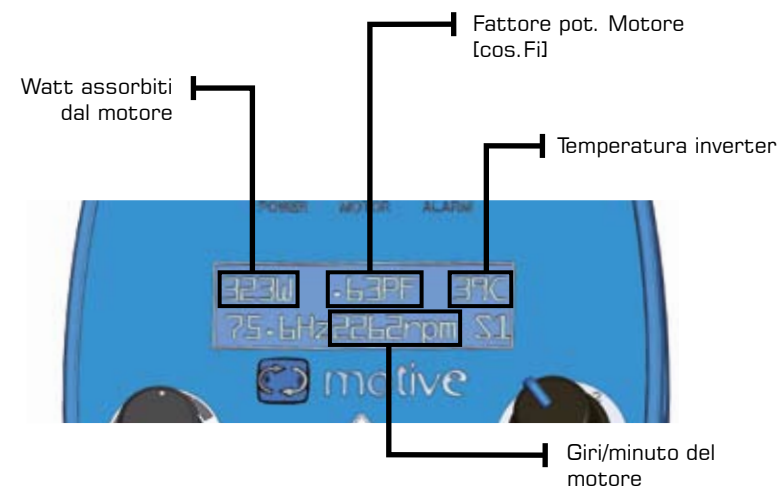 Fattore pot. Motore
[cos.Fi]
Watt assorbiti
dal motore
Temperatura inverter
POWER MOTOR ALARM
323W .63PF 39C
75.6Hz 2262rpm S1
motive
Giri/minuto del
motore